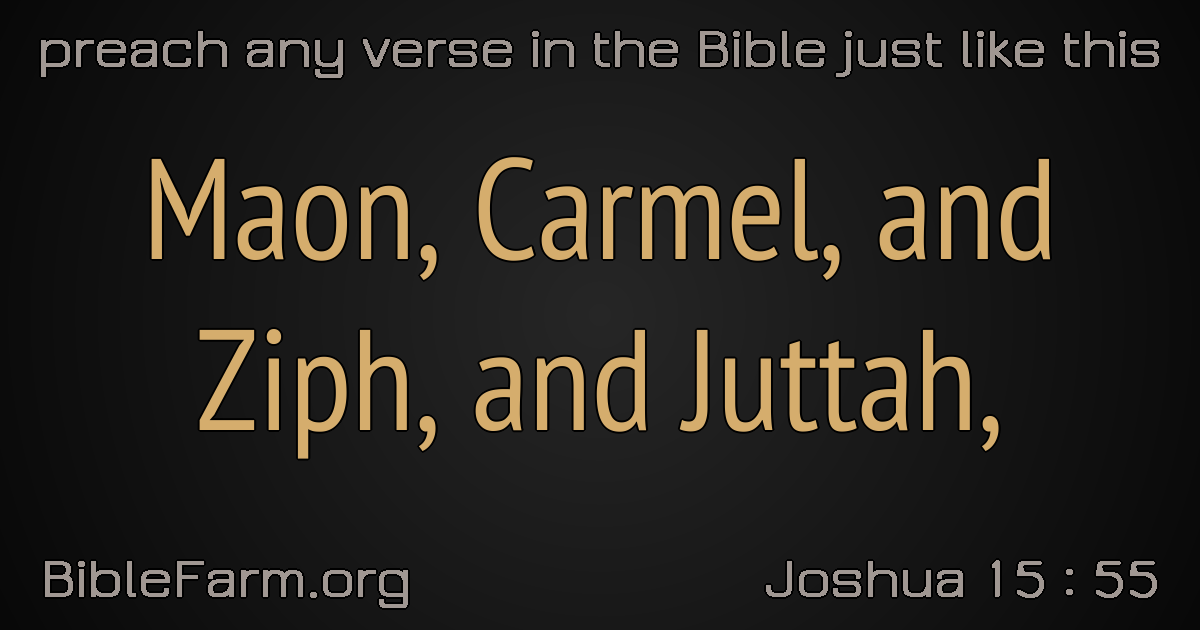 preach any verse in the Bible just like this
Maon, Carmel, and
Ziph, and Juttah,
BibleFarm.org
Joshua 15 : 55